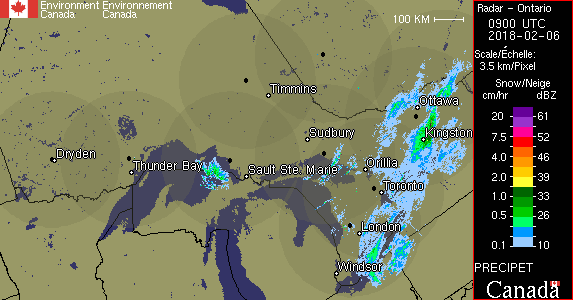 Environment Environnement
Canada Canada
100 KM
Timmins
Ottawa
Sudbury
Kingston
Dryden
Thunder Bay
Sault Ste. Marie
Orillia
Toronto
London
Windsor
Radar - Ontario
0900 UTC
2018-02-06
Scale/Échelle:
3.5 km/Pixel
Snow/Neige
cm/hr dBZ
20 61
7.5 52
4.0 46
2.0 39
1.0 33
0.5 26
0.1 10
PRECIPET
Canada